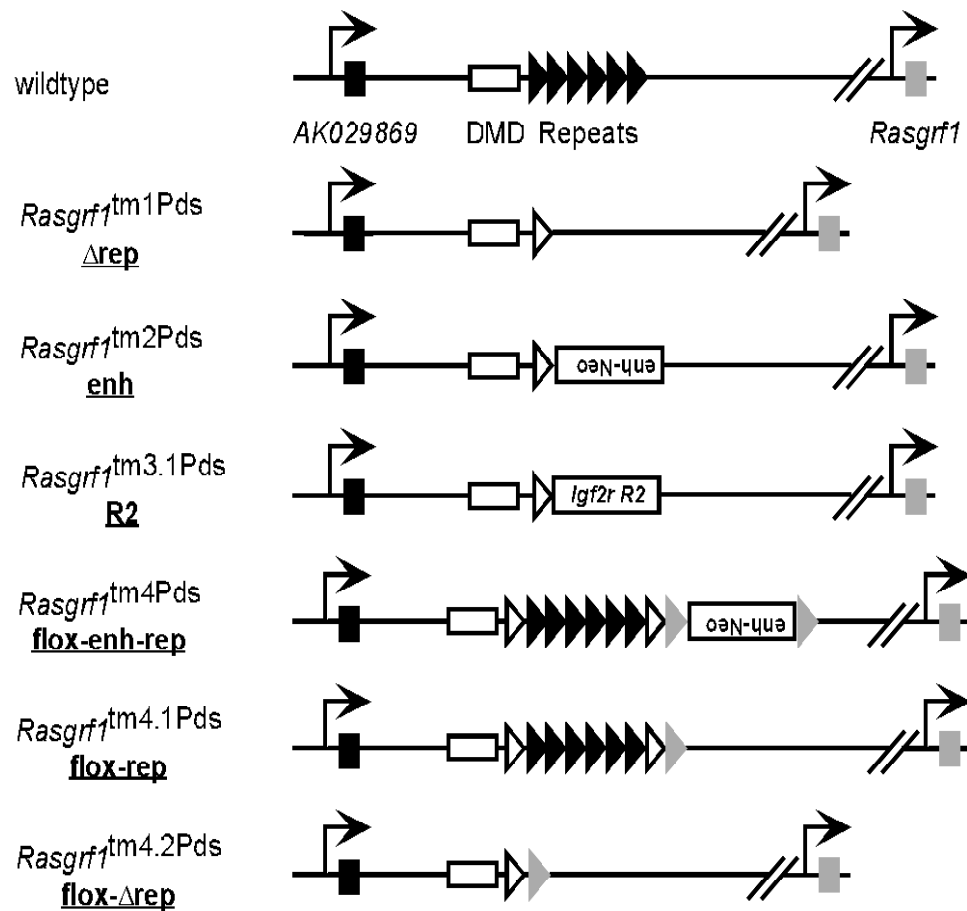 wildtype
AK029869 DMD Repeats Rasgrf1
Rasgrf1tm1Pds
Δrep
Rasgrf1tm2Pds
enh
enh-Neo
Rasgrf1tm3.1Pds
R2
Igf2r R2
Rasgrf1tm4Pds
flox-enh-rep
enh-Neo
Rasgrf1tm4.1Pds
flox-rep
Rasgrf1tm4.2Pds
flox-Δrep